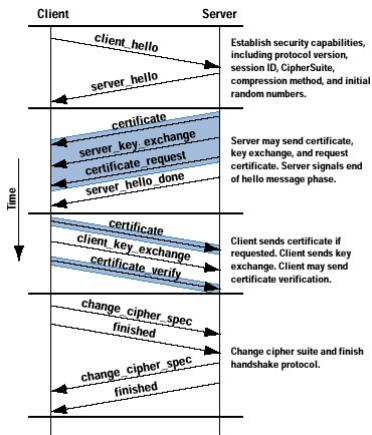 Client
Server
client_hello
Establish security capabilities,
including protocol version,
session ID, CipherSuite,
compression method, and initial
random numbers.
server_hello
certificate
server_key_exchange
certificate_request
server_hello_done
Server may send certificate,
key exchange, and request
certificate. Server signals end
of hello message phase.
Time
certificate
client_key_exchange
certificate_verify
Client sends certificate if
requested. Client sends key
exchange. Client may send
certificate verification.
change_cipher_spec
finished
change_cipher_spec
finished
Change cipher suite and finish
handshake protocol.